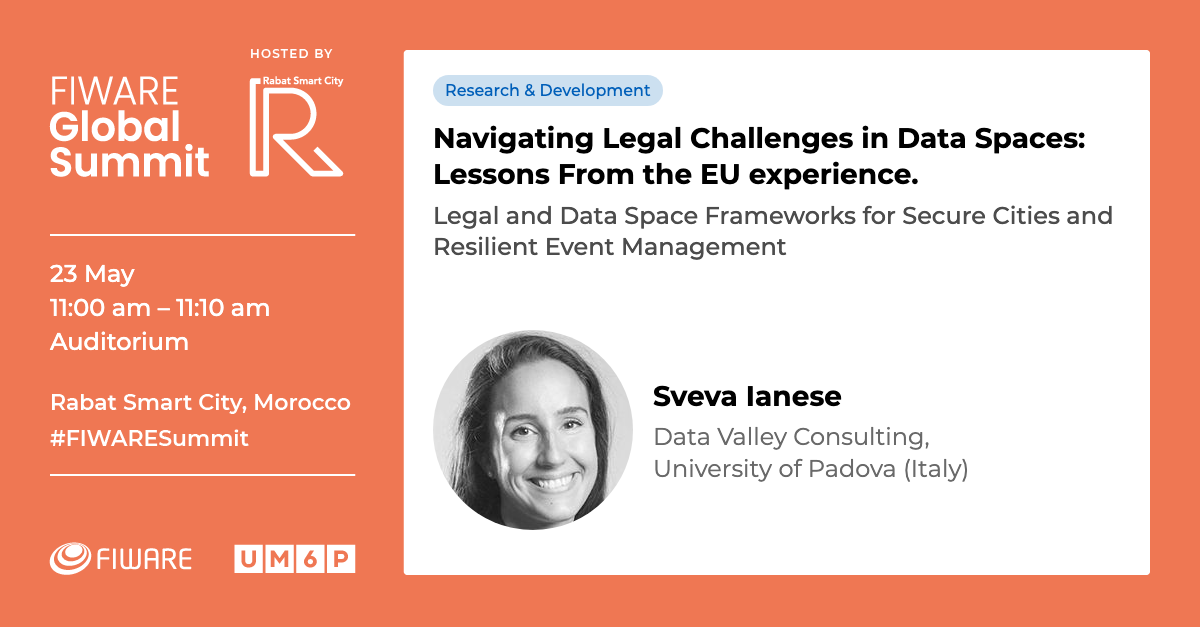 HOSTED BY
FIWARE
Global
Summit
Rabat Smart City
R
23 May
11:00 am – 11:10 am
Auditorium
Rabat Smart City, Morocco
#FIWARESummit
FIWARE
UM6P
Research & Development
Navigating Legal Challenges in Data Spaces:
Lessons From the EU experience.
Legal and Data Space Frameworks for Secure Cities and
Resilient Event Management
Sveva Ianese
Data Valley Consulting,
University of Padova (Italy)